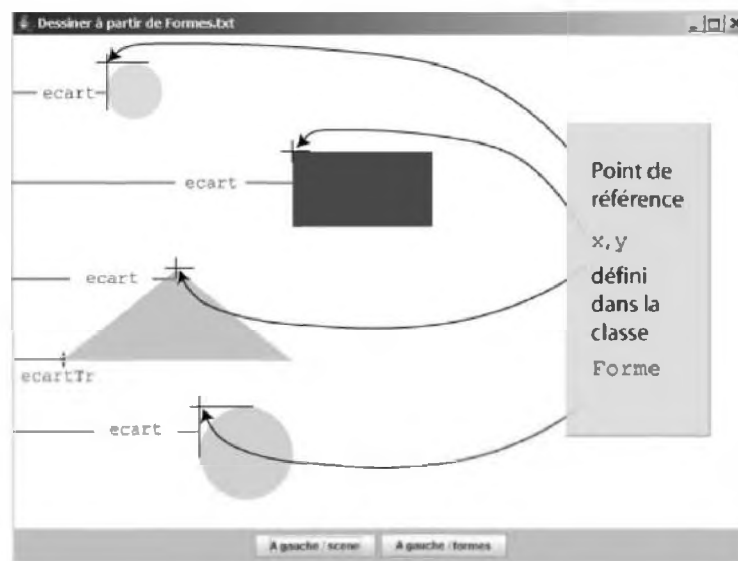 Dessiner à partir de Formes.txt
ecart
ecart
Point de
référence
x,y
ecart
défini
dans la
classe
ecartTr
Forme
ecart
A gauche / scene A gauche / formes